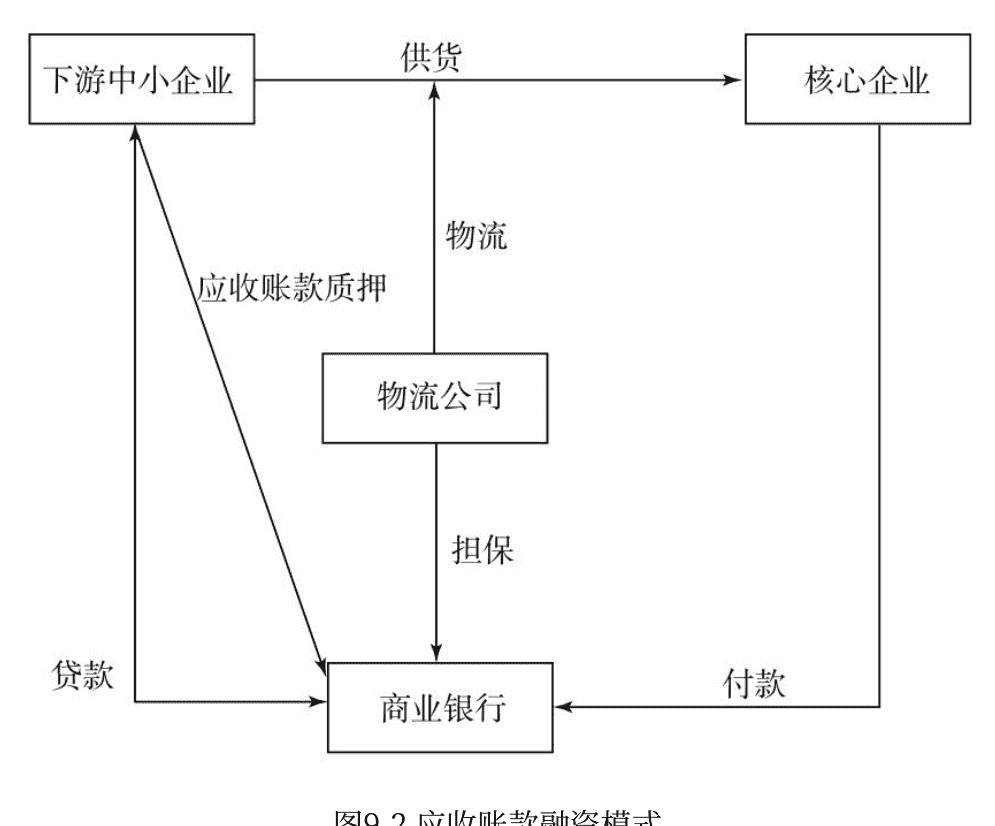 供货
下游中小企业
核心企业
物流
应收账款质押
物流公司
担保
贷款
付款
商业银行
图9.2 应收账款融资模式